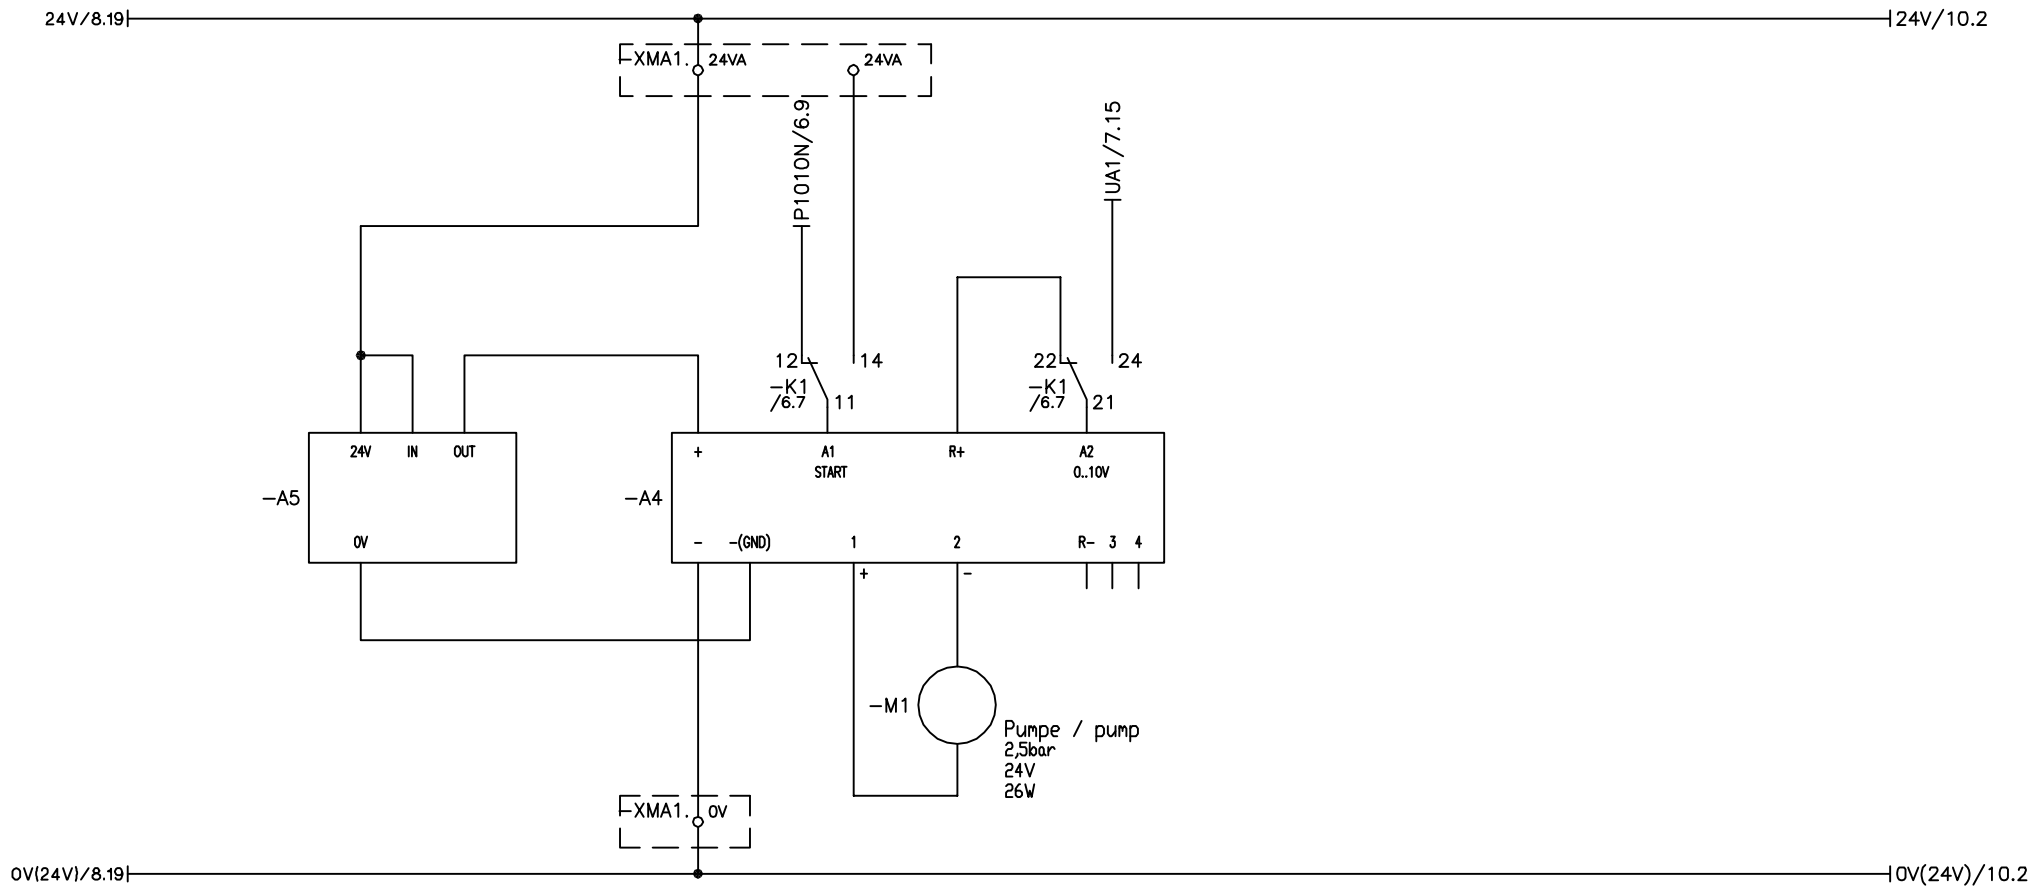 24V/8.19
24V/10.2
-XMA1.
24VA
24VA
P1010N/6.9
UA1/7.15
12
14
-K1
/6.7
11
22
24
-K1
/6.7
21
24V IN OUT
-A5
0V
+ A1 R+ A2
START 0..10V
-A4
- -(GND) 1 2 R- 3 4
+ -
-M1
Pumpe / pump
2,5bar
24V
26W
-XMA1.
0V
0V(24V)/8.19
0V(24V)/10.2